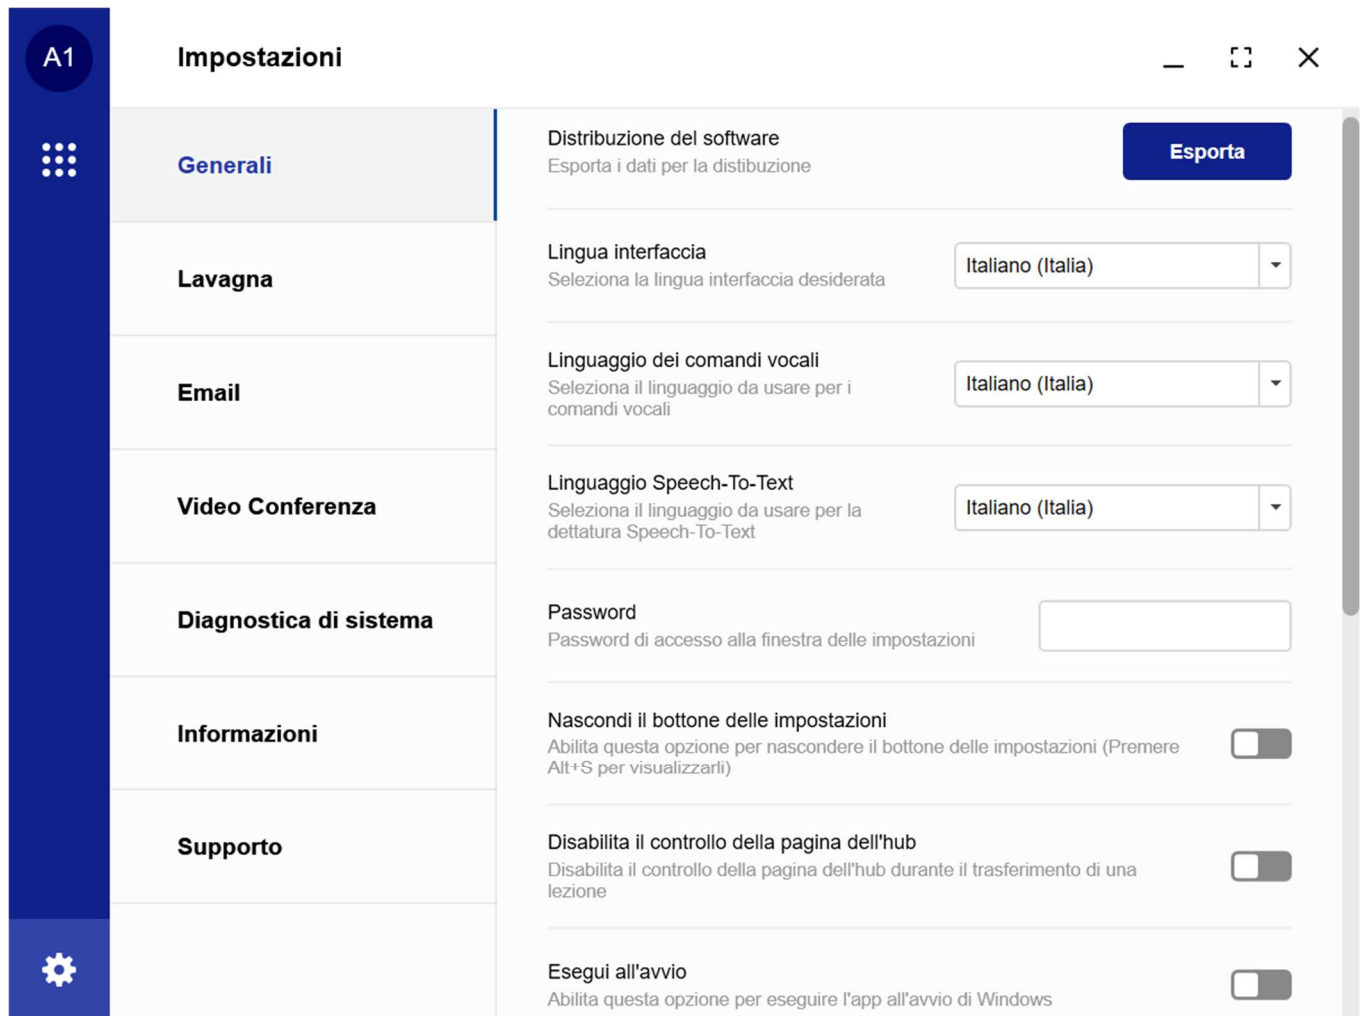 A1
Impostazioni
Generali
Lavagna
Email
Video Conferenza
Diagnostica di sistema
Informazioni
Supporto
Distribuzione del software
Esporta i dati per la distibuzione
Esporta
Lingua interfaccia
Seleziona la lingua interfaccia desiderata
Italiano (Italia)
Linguaggio dei comandi vocali
Seleziona il linguaggio da usare per i
comandi vocali
Italiano (Italia)
Linguaggio Speech-To-Text
Seleziona il linguaggio da usare per la
dettatura Speech-To-Text
Italiano (Italia)
Password
Password di accesso alla finestra delle impostazioni
Nascondi il bottone delle impostazioni
Abilita questa opzione per nascondere il bottone delle impostazioni (Premere
Alt+S per visualizzarli)
Disabilita il controllo della pagina dell'hub
Disabilita il controllo della pagina dell'hub durante il trasferimento di una
lezione
Esegui all'avvio
Abilita questa opzione per eseguire l'app all'avvio di Windows